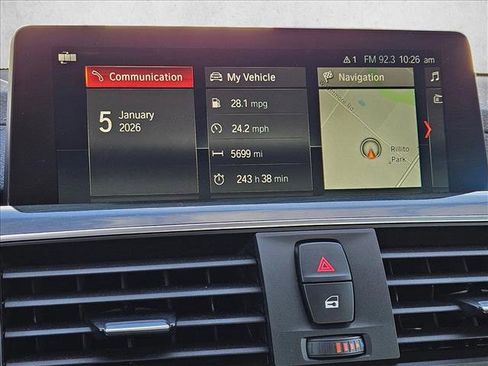 1 FM 92.3 10:26 am
Communication
5 January
2026
My Vehicle
28.1 mpg
24.2 mph
5699 mi
243 h 38 min
Navigation
Rillito
Park